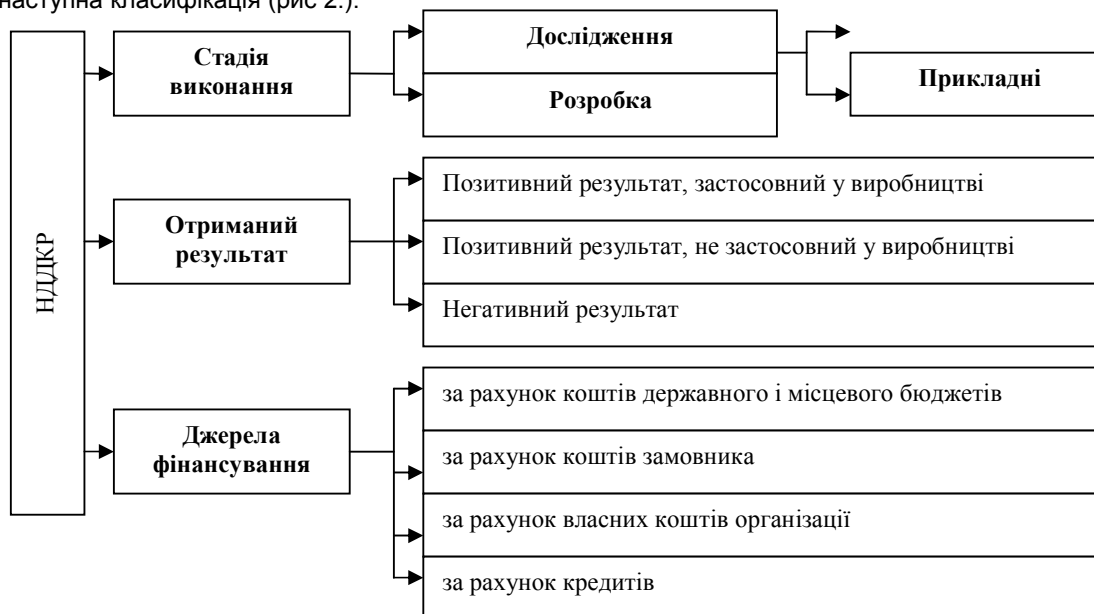 наступна класифікація (рис 2.).
НДДКР
Стадія
виконання
Дослідження
Розробка
Прикладні
Отриманий
результат
Позитивний результат, застосовний у виробництві
Позитивний результат, не застосовний у виробництві
Негативний результат
Джерела
фінансування
за рахунок коштів державного і місцевого бюджетів
за рахунок коштів замовника
за рахунок власних коштів організації
за рахунок кредитів